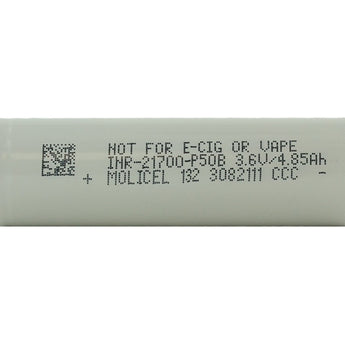 NOT FOR E-CIG OR VAPE
INR-21700-P50B 3.6V/4.85Ah
+ MOLICEL 132 3082111 CCC -